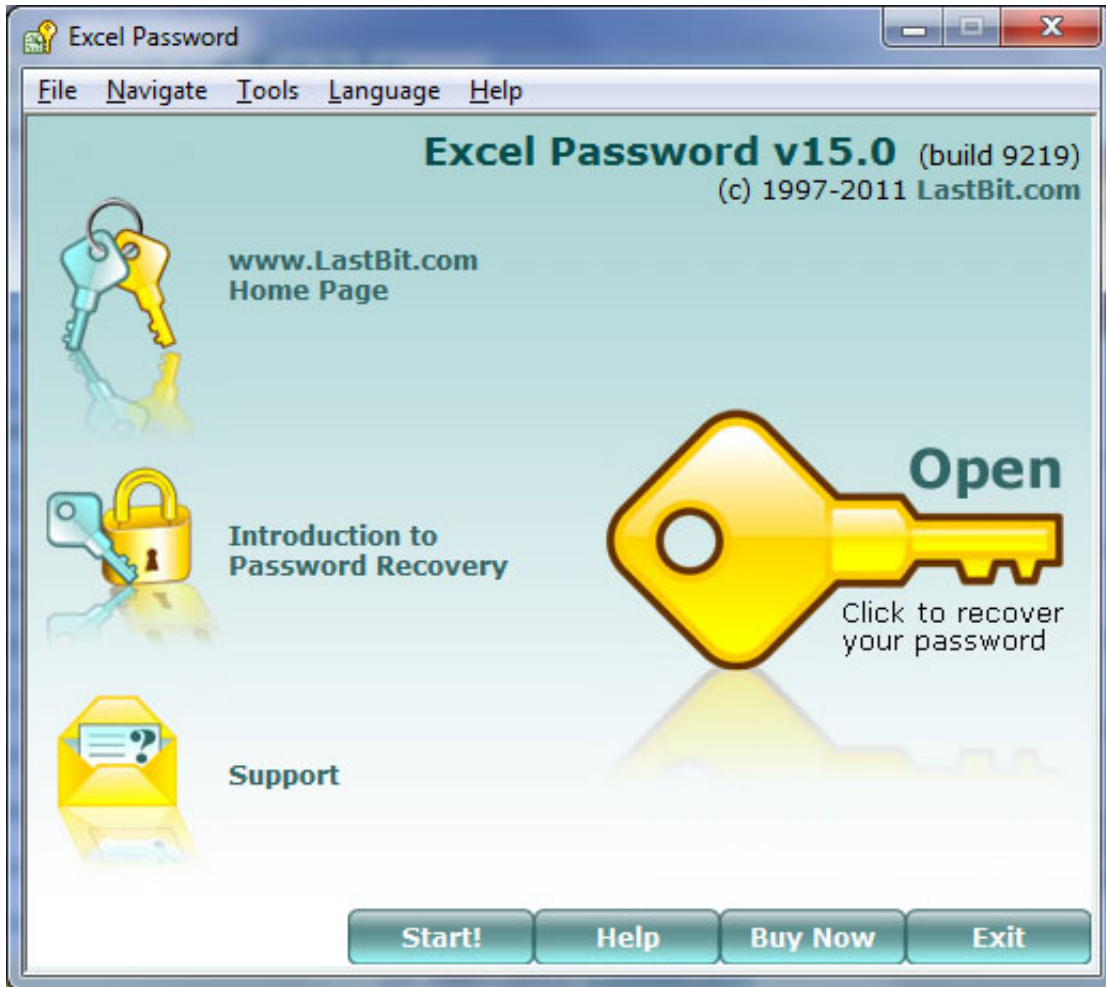 Excel Password
File Navigate Tools Language Help
Excel Password v15.0 (build 9219)
(c) 1997-2011 LastBit.com
www.LastBit.com
Home Page
Open
Introduction to
Password Recovery
Click to recover
your password
?
Support
Start! Help Buy Now Exit